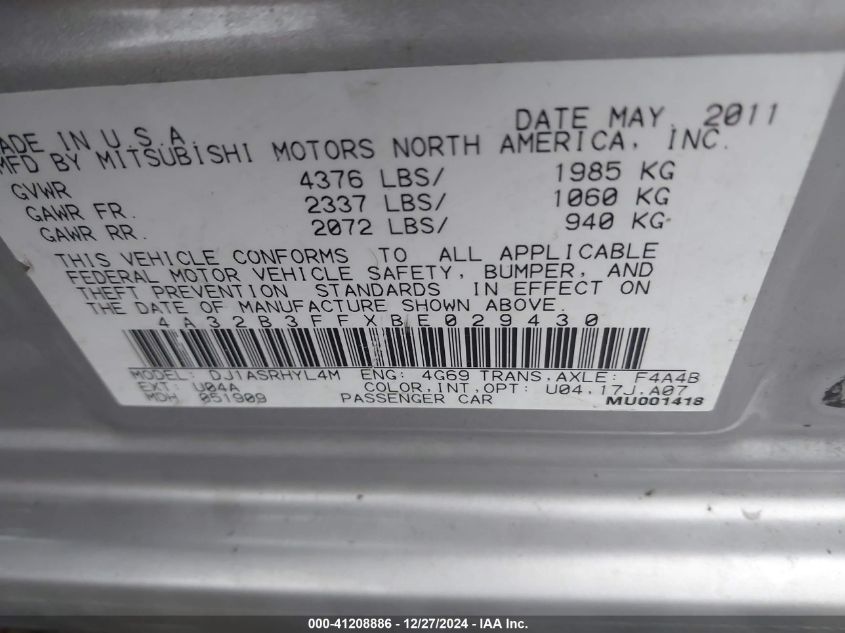 DATE MAY. 2011
ADE IN U.S.A
MFD BY MITSUBISHI MOTORS NORTH AMERICA, INC.
GVWR 4376 LBS/ 1985 KG
GAWR FR. 2337 LBS/ 1060 KG
GAWR RR. 2072 LBS/ 940 KG
THIS VEHICLE CONFORMS TO ALL APPLICABLE
FEDERAL MOTOR VEHICLE SAFETY, BUMPER, AND
THEFT PREVENTION STANDARDS IN EFFECT ON
THE DATE OF MANUFACTURE SHOWN ABOVE.
4A32B3FFXBE029430
MODEL: DJ1ASRHYL4M ENG: 4G69 TRANS.AXLE: F4A4B
EXT: U04A COLOR,INT,OPT: U04,17J,A07
MDH 051909 PASSENGER CAR MU001418
000-41208886 - 12/27/2024 - IAA Inc.